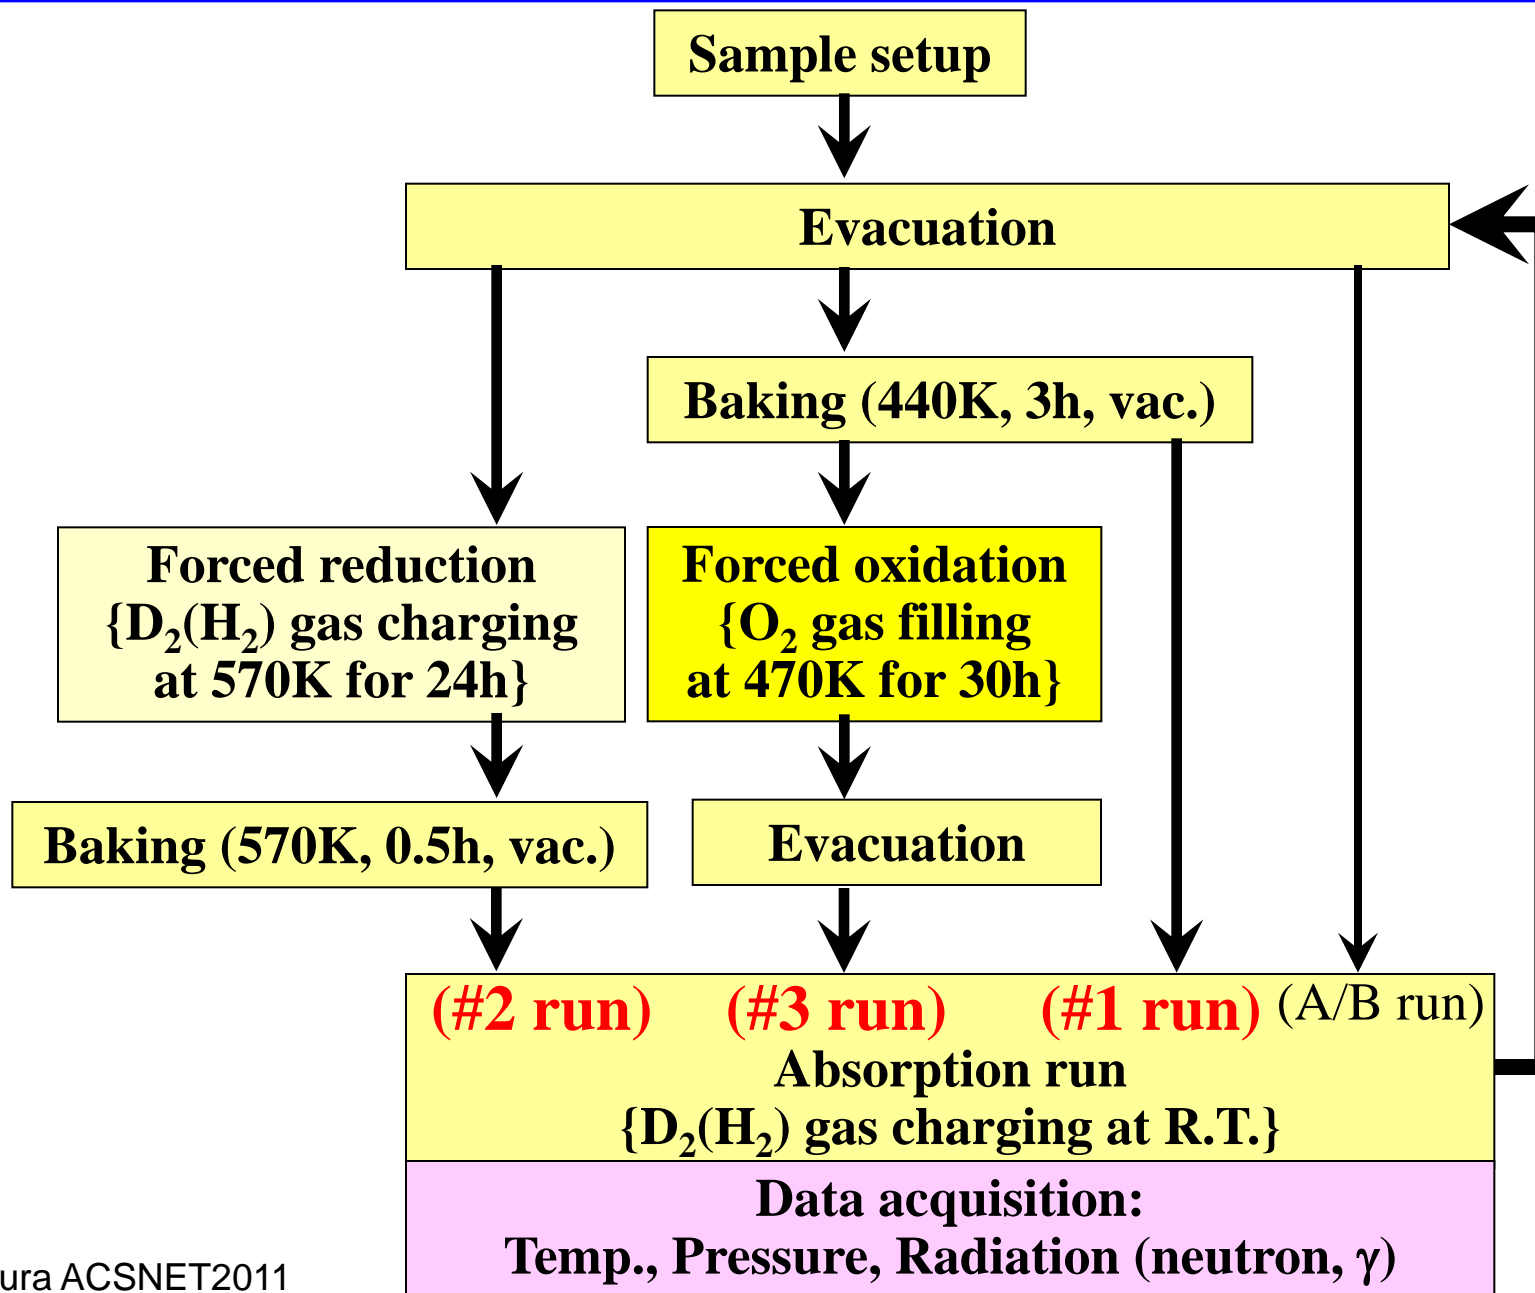 Sample setup
Evacuation
Baking (440K, 3h, vac.)
Forced reduction
{D₂(H₂) gas charging
at 570K for 24h}
Forced oxidation
{O₂ gas filling
at 470K for 30h}
Baking (570K, 0.5h, vac.)
Evacuation
(#2 run) (#3 run) (#1 run) (A/B run)
Absorption run
{D₂(H₂) gas charging at R.T.}
Data acquisition:
Temp., Pressure, Radiation (neutron, γ)
ACSNET2011